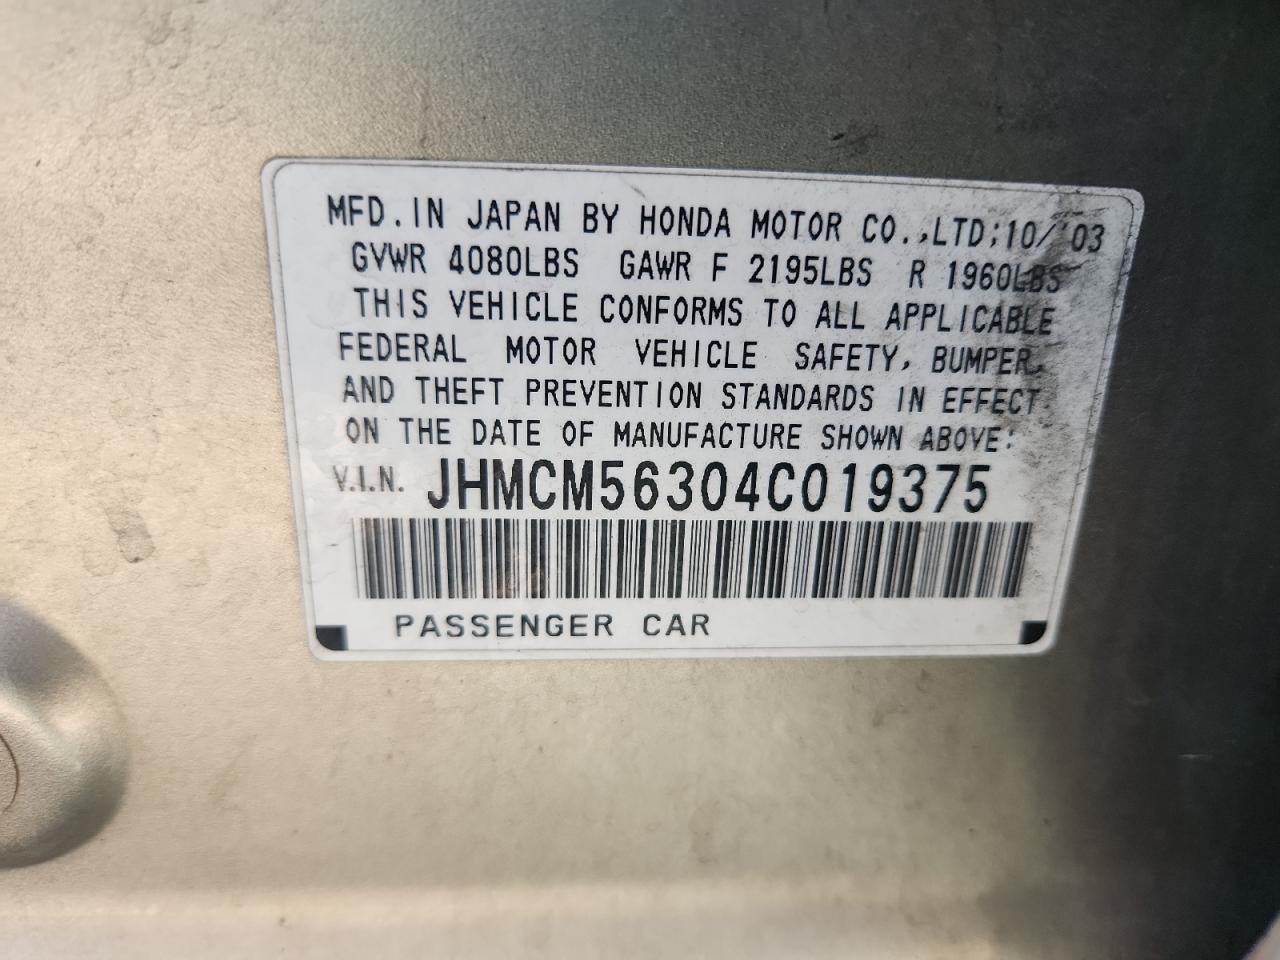 MFD.IN JAPAN BY HONDA MOTOR CO.,LTD;10/'03
GVWR 4080LBS GAWR F 2195LBS R 1960LBS
THIS VEHICLE CONFORMS TO ALL APPLICABLE
FEDERAL MOTOR VEHICLE SAFETY, BUMPER,
AND THEFT PREVENTION STANDARDS IN EFFECT
ON THE DATE OF MANUFACTURE SHOWN ABOVE:
V.I.N. JHMCM56304C019375
PASSENGER CAR